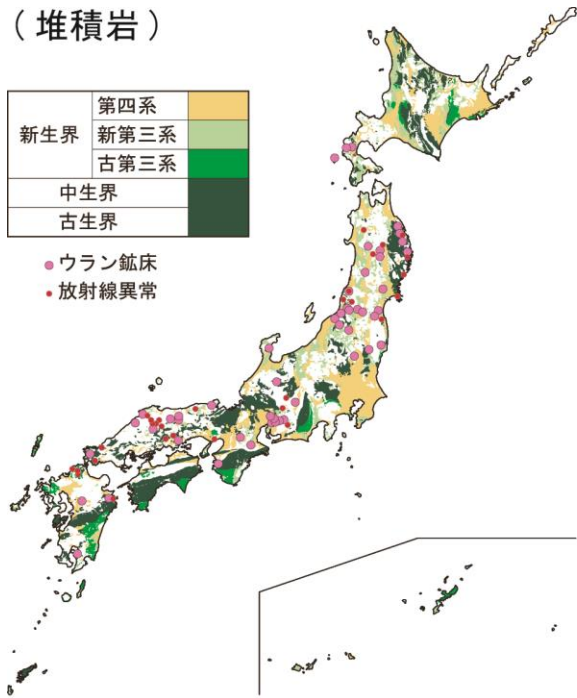 (堆積岩)
第四系
新生界
新第三系
古第三系
中生界
古生界
ウラン鉱床
放射線異常